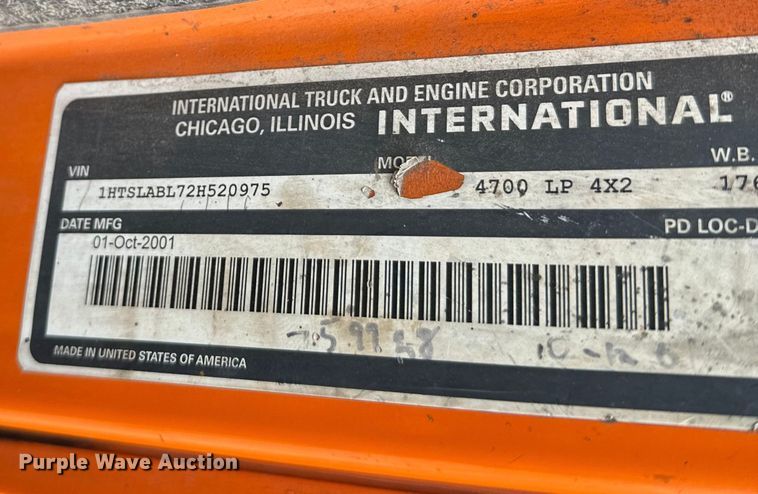 INTERNATIONAL TRUCK AND ENGINE CORPORATION
CHICAGO, ILLINOIS INTERNATIONAL®
VIN W.B.
1HTSLABL72H520975 4700 LP 4X2 176
DATE MFG PD LOC-D
01-Oct-2001
MADE IN UNITED STATES OF AMERICA
Purple Wave Auction